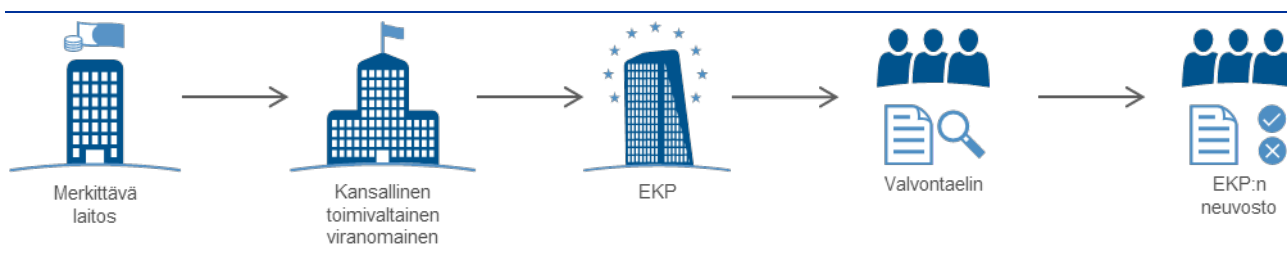 Merkittävä
laitos
Kansallinen
toimivaltainen
viranomainen
EKP
Valvontaelin
EKP:n
neuvosto